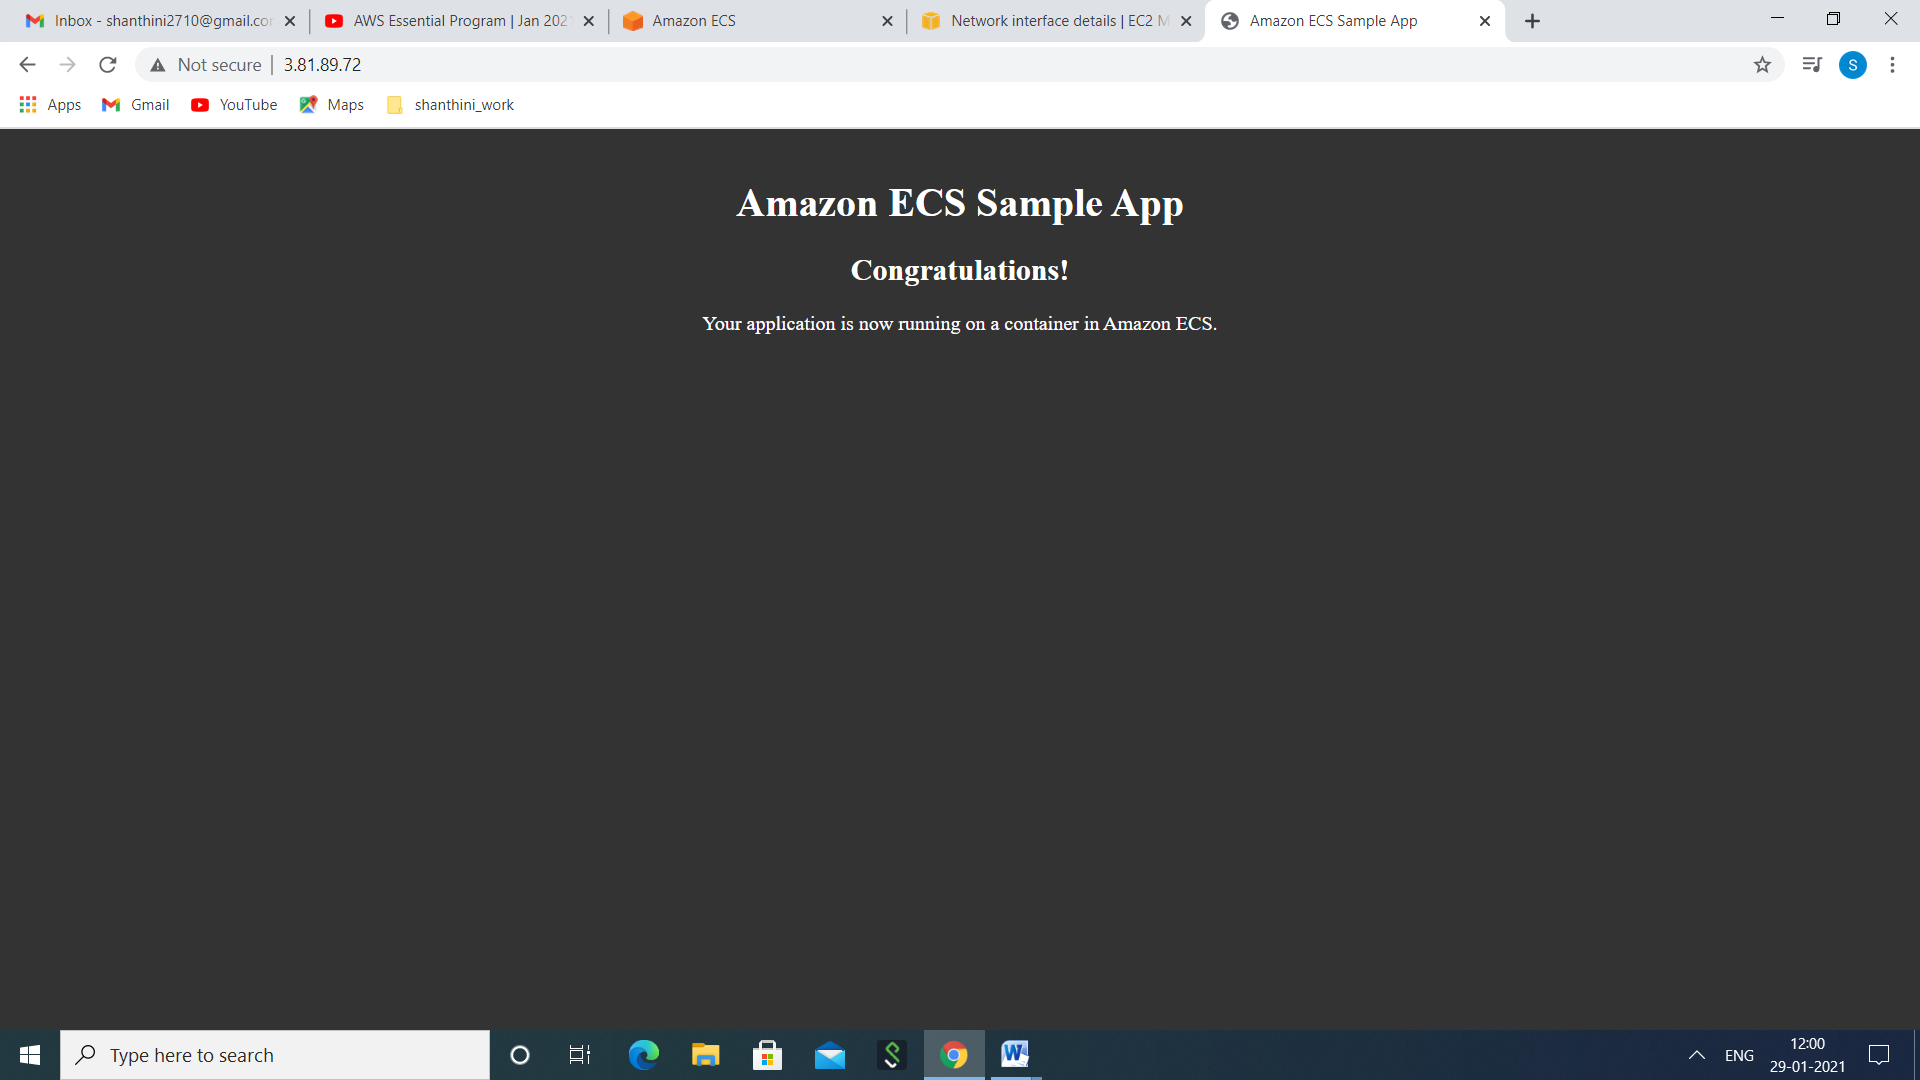 Inbox - shanthini2710@gmail.co
AWS Essential Program | Jan 202
Amazon ECS
Network interface details | EC2 M
Amazon ECS Sample App
Not secure
3.81.89.72
S
Apps
Gmail
YouTube
Maps
shanthini_work
Amazon ECS Sample App
Congratulations!
Your application is now running on a container in Amazon ECS.
Type here to search
ENG
12:00
29-01-2021